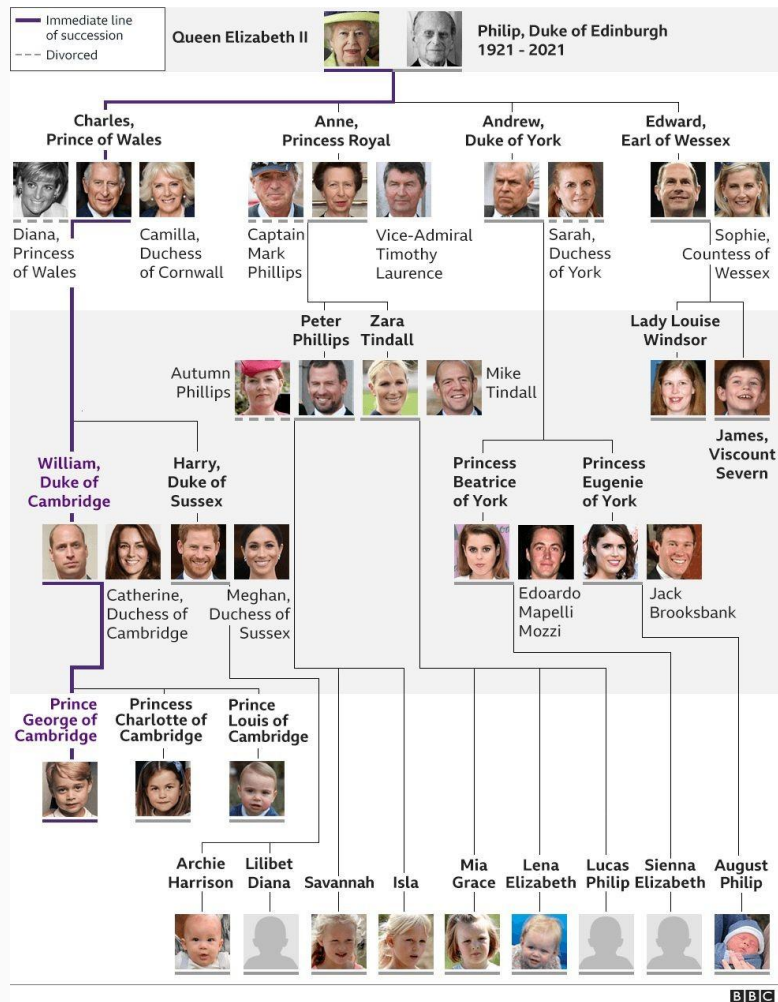 Immediate line
of succession
Divorced
Queen Elizabeth II
Philip, Duke of Edinburgh
1921 - 2021
Charles,
Prince of Wales
Anne,
Princess Royal
Andrew,
Duke of York
Edward,
Earl of Wessex
Diana,
Princess
of Wales
Camilla,
Duchess
of Cornwall
Captain
Mark
Phillips
Vice-Admiral
Timothy
Laurence
Sarah,
Duchess
of York
Sophie,
Countess of
Wessex
Peter
Phillips
Zara
Tindall
Lady Louise
Windsor
Autumn
Phillips
Mike
Tindall
James,
Viscount
Severn
William,
Duke of
Cambridge
Harry,
Duke of
Sussex
Princess
Beatrice
of York
Princess
Eugenie
of York
Catherine,
Duchess of
Cambridge
Meghan,
Duchess of
Sussex
Edoardo
Mapelli
Mozzi
Jack
Brooksbank
Prince
George of
Cambridge
Princess
Charlotte of
Cambridge
Prince
Louis of
Cambridge
Archie
Harrison
Lilibet
Diana
Savannah
Isla
Mia
Grace
Lena
Elizabeth
Lucas
Philip
Sienna
Elizabeth
August
Philip
BBC